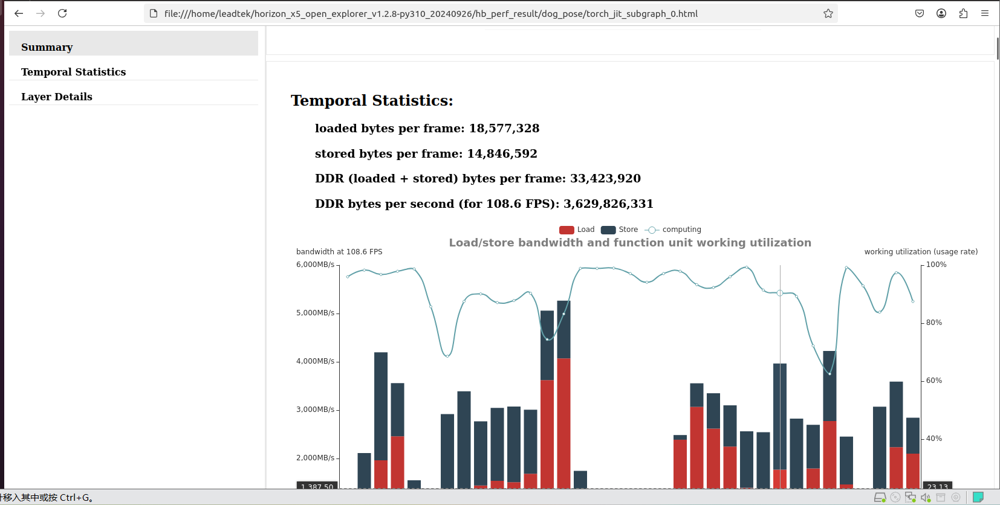 file:///home/leadtek/horizon_x5_open_explorer_v1.2.8-py310_20240926/hb_perf_result/dog_pose/torch_jit_subgraph_0.html
Summary
Temporal Statistics
Layer Details
Temporal Statistics:
loaded bytes per frame: 18,577,328
stored bytes per frame: 14,846,592
DDR (loaded + stored) bytes per frame: 33,423,920
DDR bytes per second (for 108.6 FPS): 3,629,826,331
Load Store computing
Load/store bandwidth and function unit working utilization
bandwidth at 108.6 FPS
working utilization (usage rate)
6,000MB/s
100%
5,000MB/s
80%
4,000MB/s
60%
3,000MB/s
40%
2,000MB/s
1,387.50
23.13
移入其中或按 Ctrl+G。